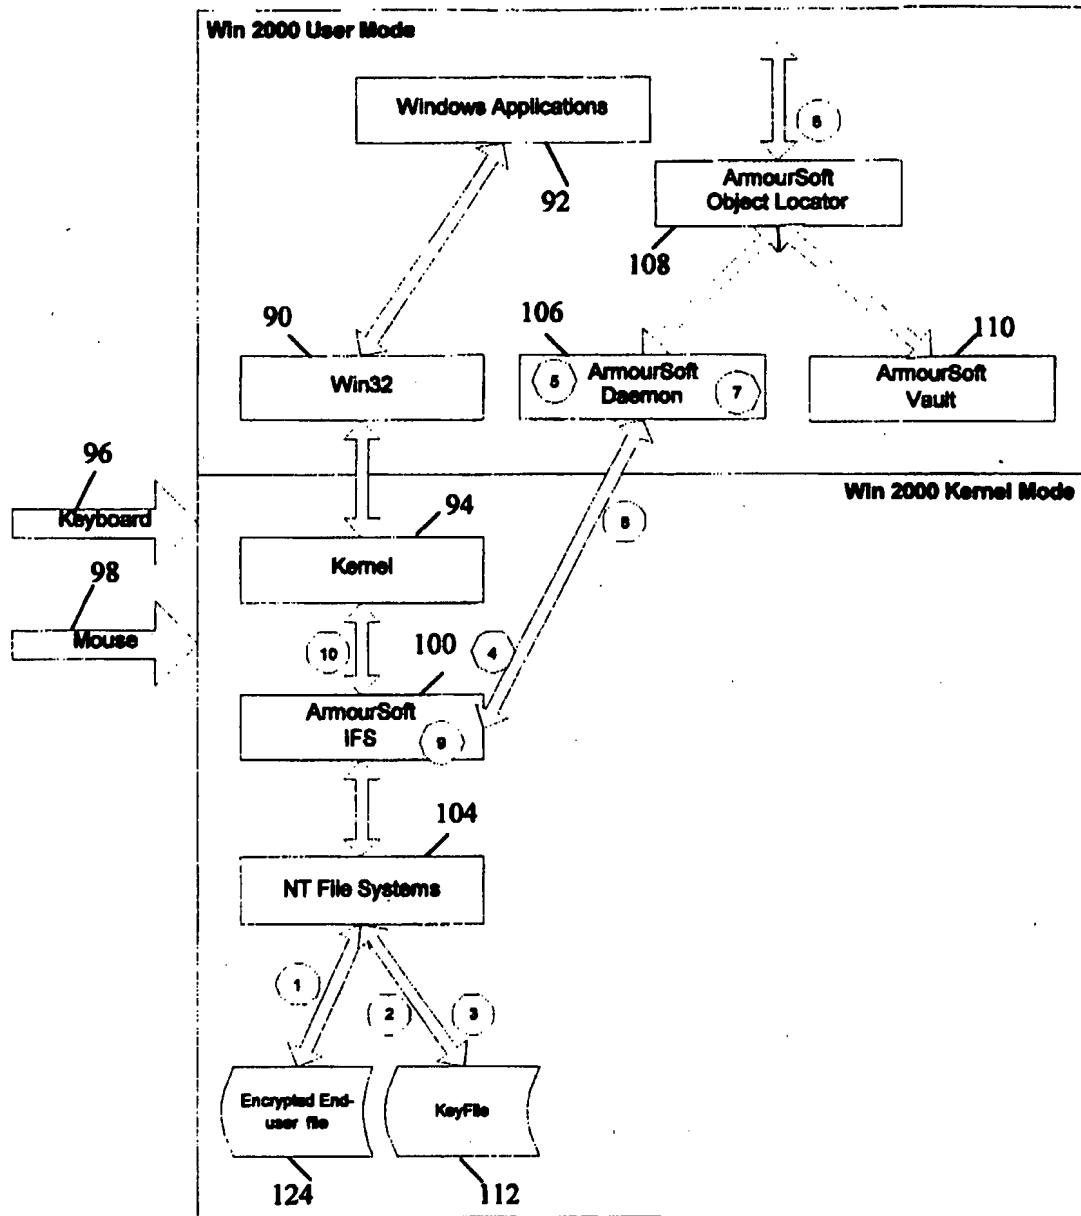 Win 2000 User Mode
Windows Applications
92
6
ArmourSoft
Object Locator
108
90
Win32
106
5
ArmourSoft
Daemon
7
110
ArmourSoft
Vault
Win 2000 Kernel Mode
96
Keyboard
98
Mouse
94
Kernel
8
10
100
4
ArmourSoft
IFS
9
104
NT File Systems
1
2
3
Encrypted End-
user file
KeyFile
124
112